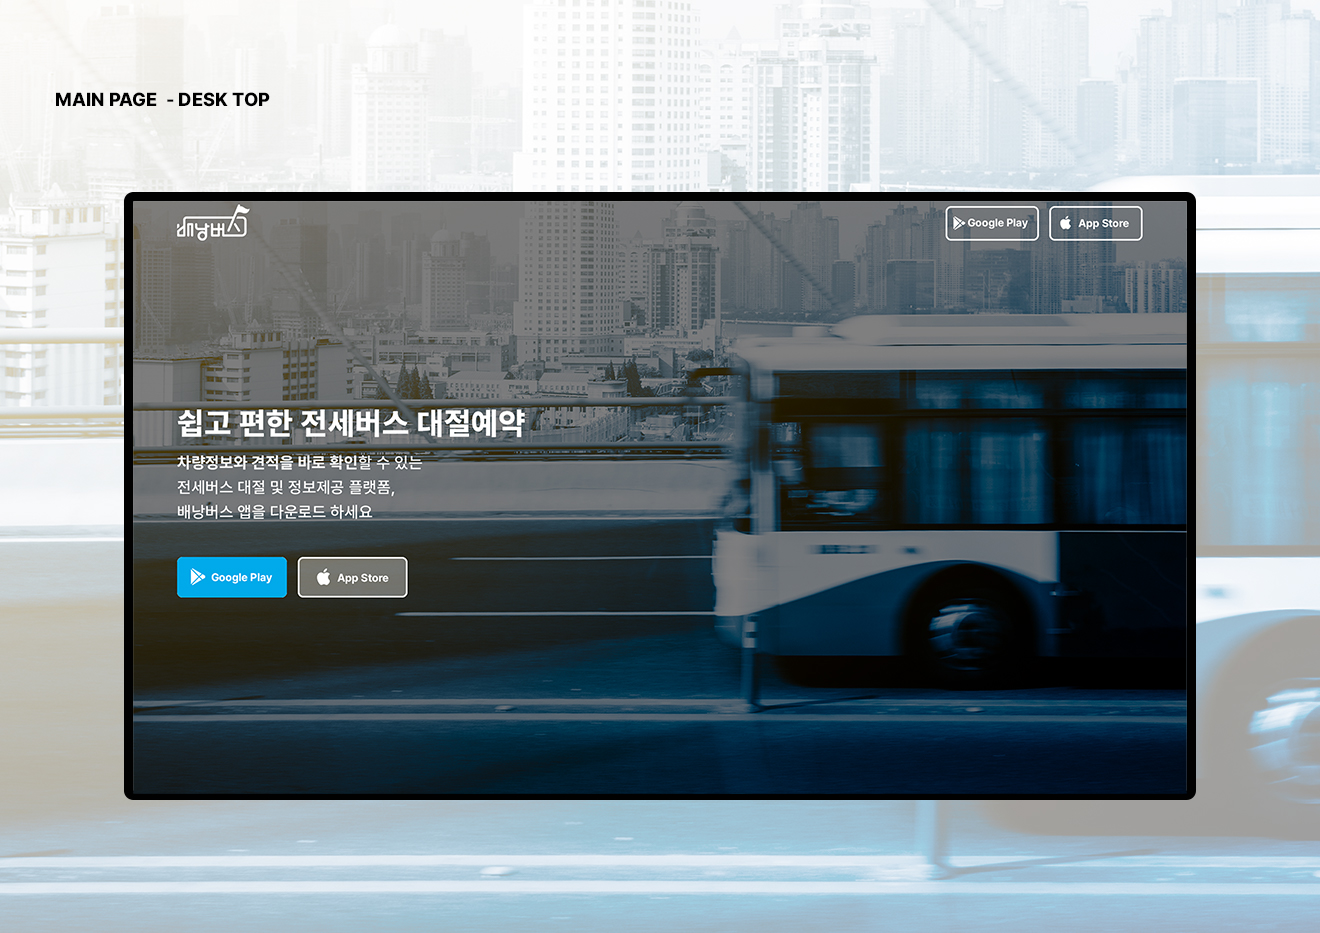 MAIN PAGE - DESK TOP
배낭버스
Google Play
App Store
쉽고 편한 전세버스 대절예약
차량정보와 견적을 바로 확인할 수 있는
전세버스 대절 및 정보제공 플랫폼,
배낭버스 앱을 다운로드 하세요
Google Play
App Store